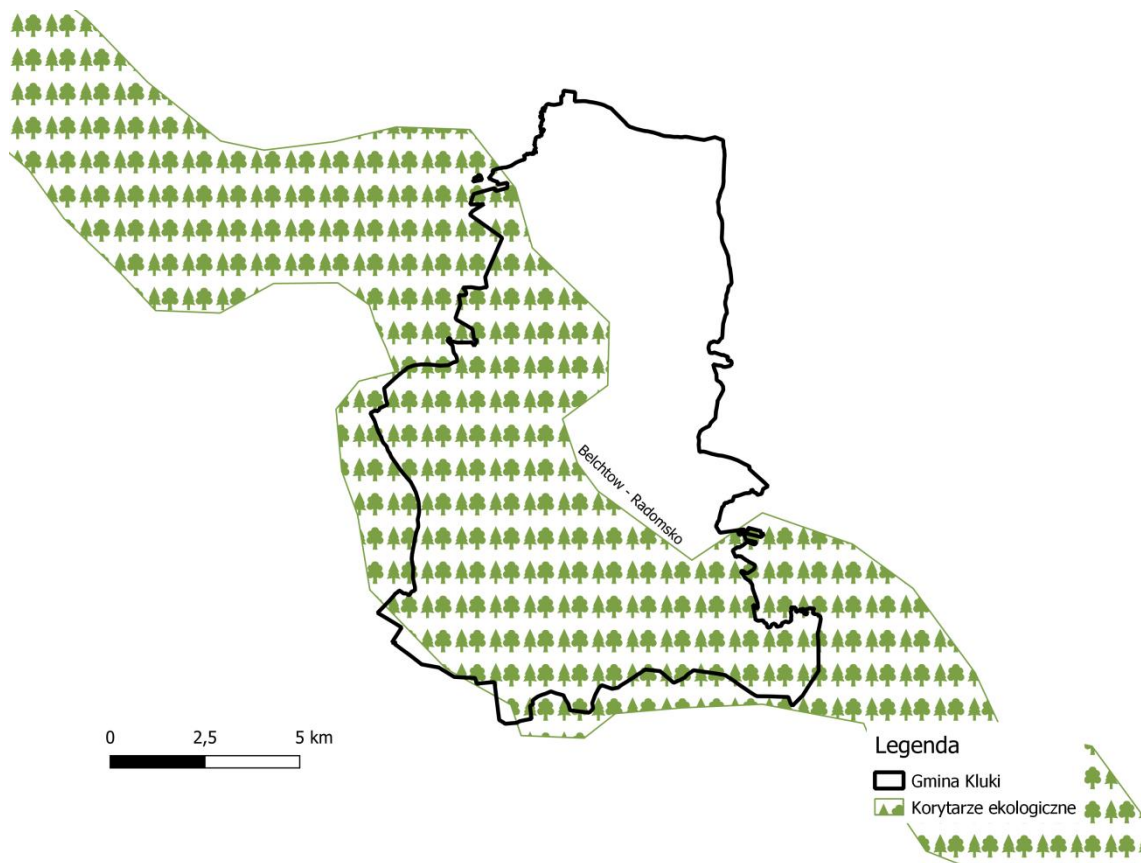 Belchtow - Radomsko
0 2,5 5 km
Legenda
Gmina Kluki
Korytarze ekologiczne